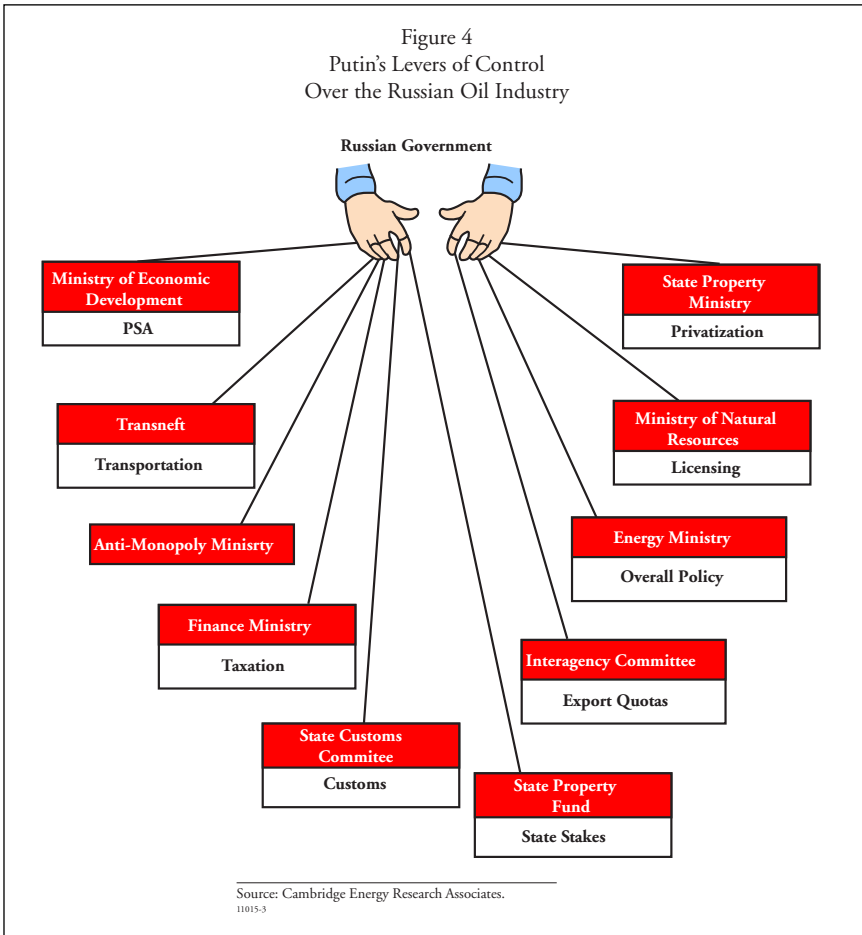 Figure 4
Putin's Levers of Control
Over the Russian Oil Industry
Russian Government
Ministry of Economic
Development
PSA
State Property
Ministry
Privatization
Transneft
Transportation
Ministry of Natural
Resources
Licensing
Anti-Monopoly Minisrty
Energy Ministry
Overall Policy
Finance Ministry
Taxation
Interagency Committee
Export Quotas
State Customs
Commitee
Customs
State Property
Fund
State Stakes
Source: Cambridge Energy Research Associates.
11015-3